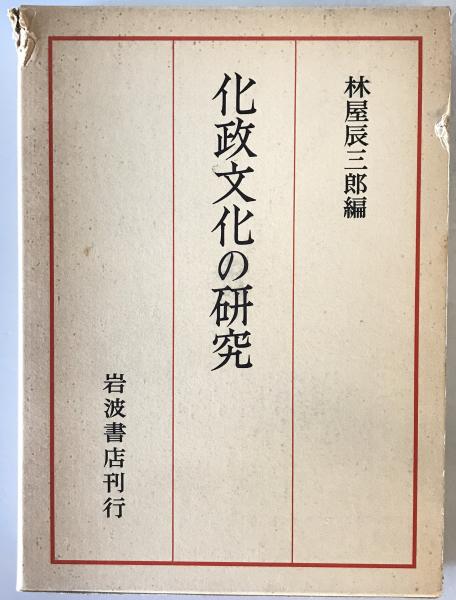 林屋辰三郎編
化政文化の研究
岩波書店刊行